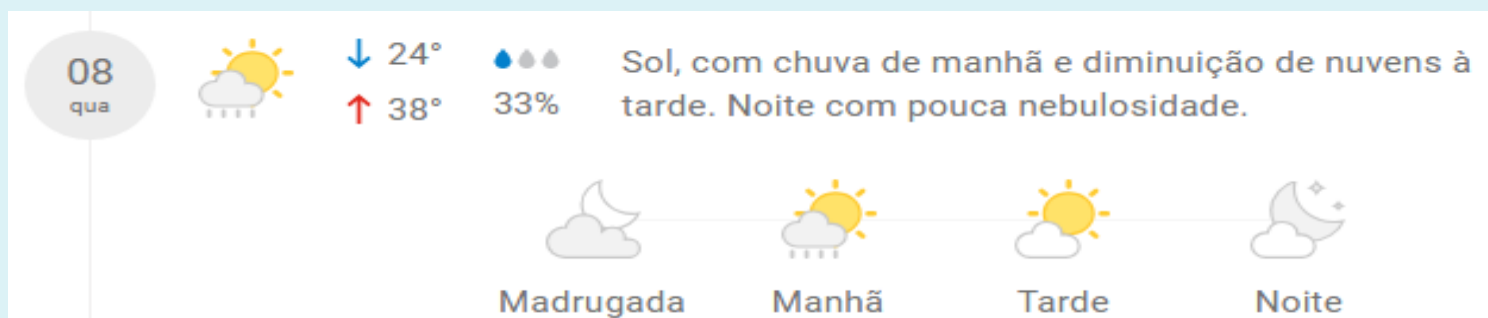 08
qua
↓ 24°
↑ 38°
33%
Sol, com chuva de manhã e diminuição de nuvens à
tarde. Noite com pouca nebulosidade.
Madrugada Manhã Tarde Noite